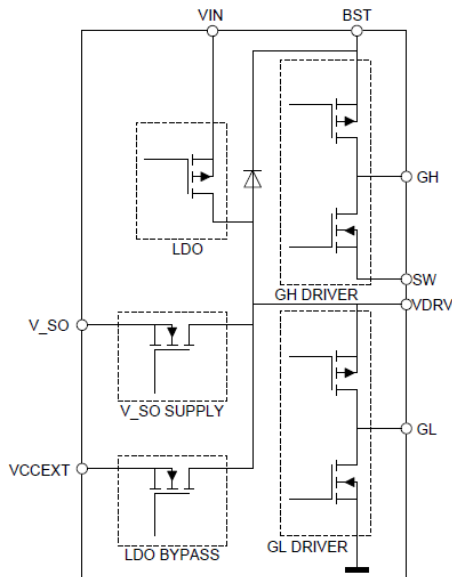 VIN
BST
GH
LDO
SW
GH DRIVER
VDRV
V_SO
V_SO SUPPLY
GL
VCCEXT
GL DRIVER
LDO BYPASS